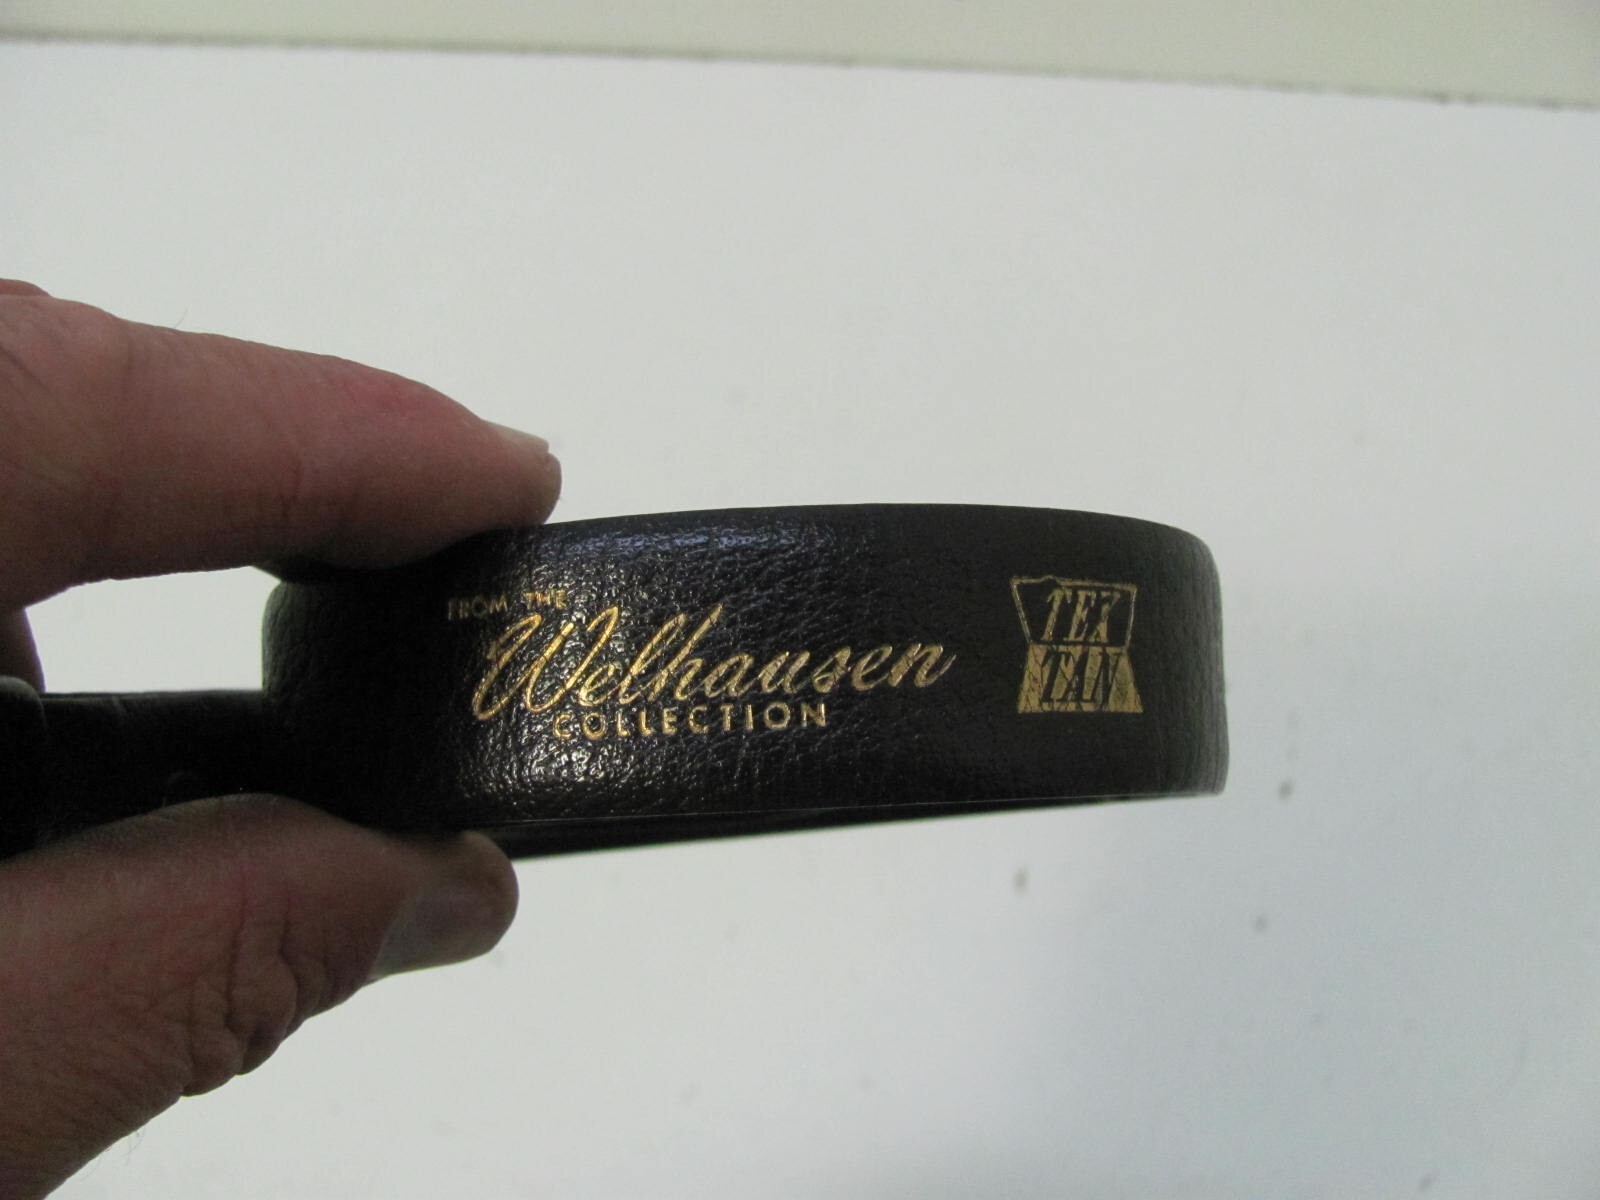 FROM THE
Welhausen
COLLECTION
TEX
TAN